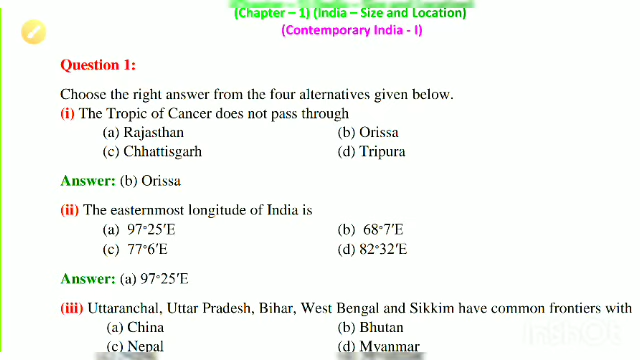 (Chapter – 1) (India – Size and Location)
(Contemporary India - I)
Question 1:
Choose the right answer from the four alternatives given below.
(i) The Tropic of Cancer does not pass through
(a) Rajasthan (b) Orissa
(c) Chhattisgarh (d) Tripura
Answer: (b) Orissa
(ii) The easternmost longitude of India is
(a) 97°25′E (b) 68°7′E
(c) 77°6′E (d) 82°32′E
Answer: (a) 97°25′E
(iii) Uttaranchal, Uttar Pradesh, Bihar, West Bengal and Sikkim have common frontiers with
(a) China (b) Bhutan
(c) Nepal (d) Myanmar